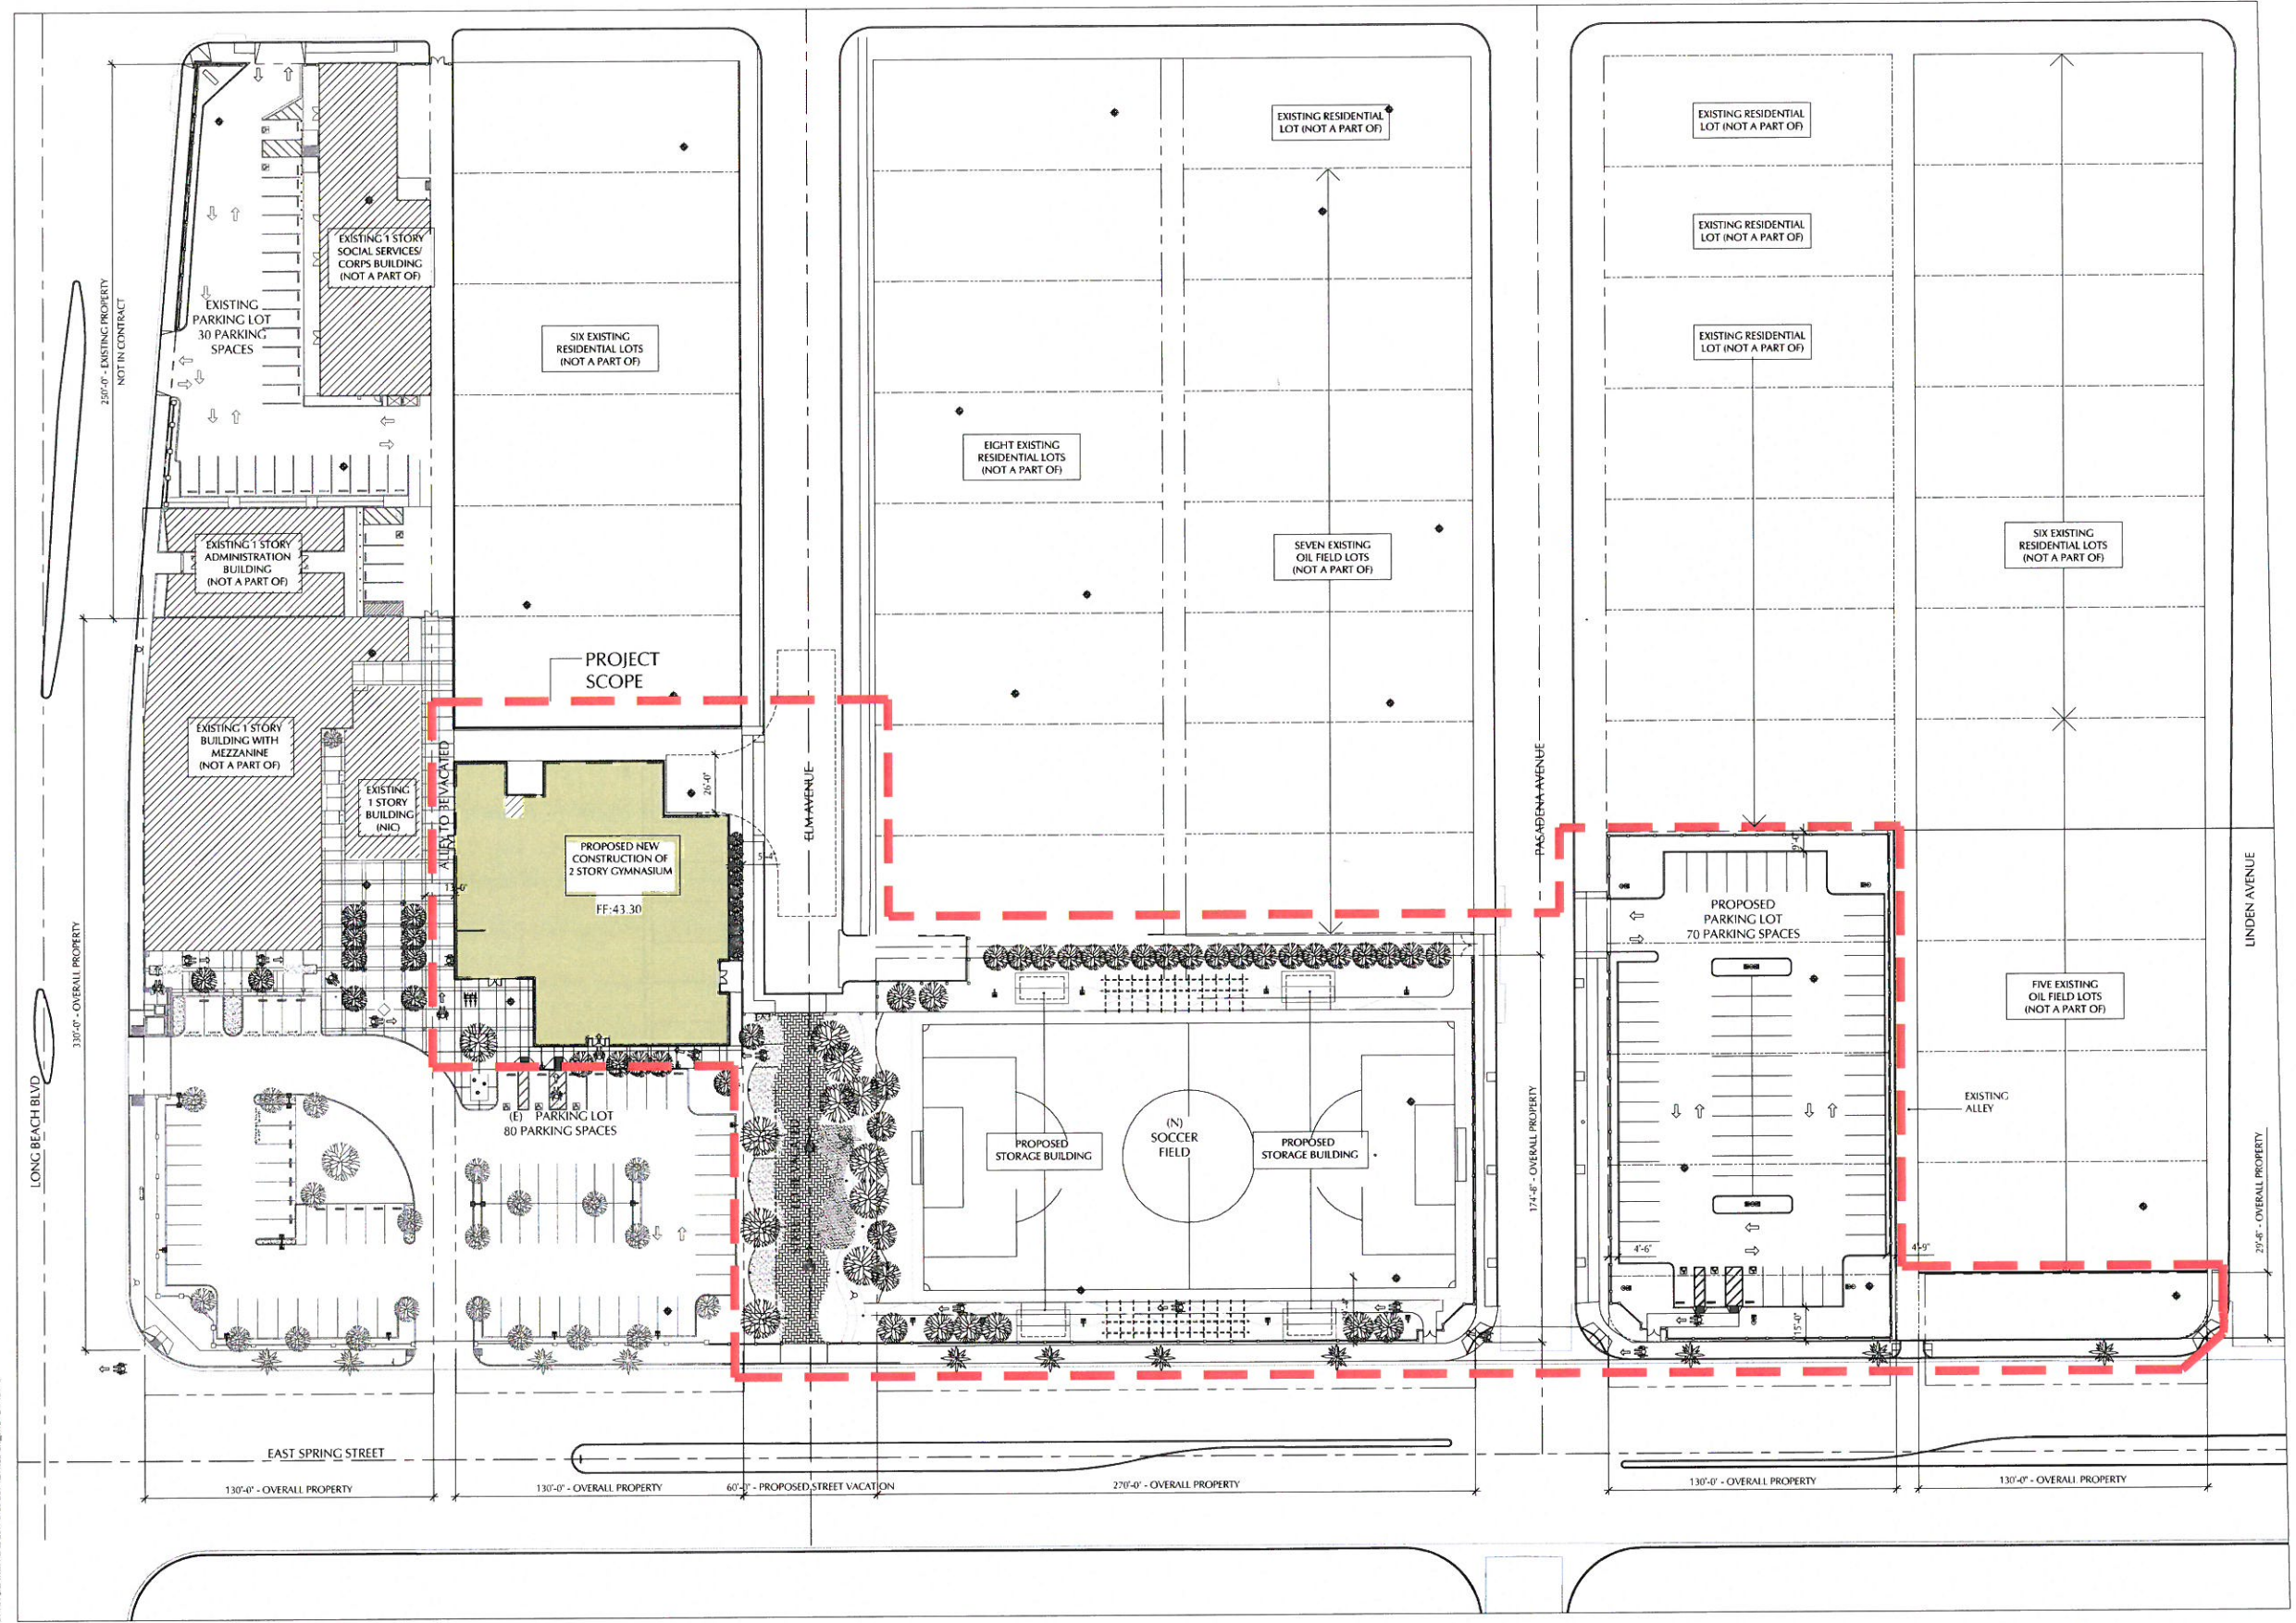 EXISTING RESIDENTIAL
LOT (NOT A PART OF)
EXISTING RESIDENTIAL
LOT (NOT A PART OF)
EXISTING RESIDENTIAL
LOT (NOT A PART OF)
EXISTING RESIDENTIAL
LOT (NOT A PART OF)
EXISTING 1 STORY
SOCIAL SERVICES/
CORPS BUILDING
(NOT A PART OF)
250'-0" - EXISTING PROPERTY
NOT IN CONTRACT
EXISTING
PARKING LOT
30 PARKING
SPACES
SIX EXISTING
RESIDENTIAL LOTS
(NOT A PART OF)
EIGHT EXISTING
RESIDENTIAL LOTS
(NOT A PART OF)
SEVEN EXISTING
OIL FIELD LOTS
(NOT A PART OF)
SIX EXISTING
RESIDENTIAL LOTS
(NOT A PART OF)
EXISTING 1 STORY
ADMINISTRATION
BUILDING
(NOT A PART OF)
PROJECT
SCOPE
EXISTING 1 STORY
BUILDING WITH
MEZZANINE
(NOT A PART OF)
EXISTING
1 STORY
BUILDING
(NIC)
ALLEY TO BE VACATED
26'-0"
ELM AVENUE
PASADENA AVENUE
PROPOSED NEW
CONSTRUCTION OF
2 STORY GYMNASIUM
FF:43.30
5'-4"
13'-0"
9'-0"
PROPOSED
PARKING LOT
70 PARKING SPACES
LINDEN AVENUE
330'-0" - OVERALL PROPERTY
FIVE EXISTING
OIL FIELD LOTS
(NOT A PART OF)
EXISTING
ALLEY
LONG BEACH BLVD
(E) PARKING LOT
80 PARKING SPACES
PROPOSED
STORAGE BUILDING
(N)
SOCCER
FIELD
PROPOSED
STORAGE BUILDING
174'-8" - OVERALL PROPERTY
29'-8" - OVERALL PROPERTY
4'-6"
4'-9"
15'-0"
EAST SPRING STREET
130'-0" - OVERALL PROPERTY
130'-0" - OVERALL PROPERTY
60'-0" - PROPOSED STREET VACATION
270'-0" - OVERALL PROPERTY
130'-0" - OVERALL PROPERTY
130'-0" - OVERALL PROPERTY